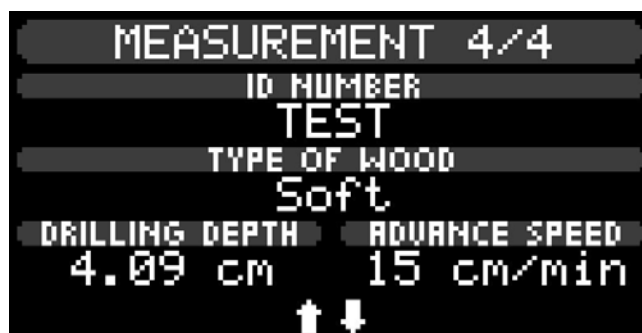 MEASUREMENT 4/4
ID NUMBER
TEST
TYPE OF WOOD
Soft
DRILLING DEPTH ADVANCE SPEED
4.09 cm 15 cm/min